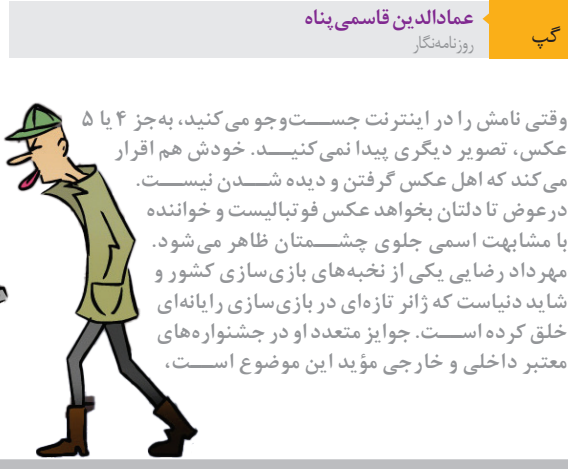 گپ
عمادالدین قاسمی‌پناه
روزنامه‌نگار
وقتی نامش را در اینترنت جست‌وجو می‌کنید، به‌جز ۴ یا ۵
عکس، تصویر دیگری پیدا نمی‌کنید. خودش هم اقرار
می‌کند که اهل عکس گرفتن و دیده شدن نیست.
درعوض تا دلتان بخواهد عکس فوتبالیست و خواننده
با مشابهت اسمی جلوی چشمتان ظاهر می‌شود.
مهرداد رضایی یکی از نخبه‌های بازی‌سازی کشور و
شاید دنیاست که ژانر تازه‌ای در بازی‌سازی رایانه‌ای
خلق کرده است. جوایز متعدد او در جشنواره‌های
معتبر داخلی و خارجی مؤید این موضوع است،